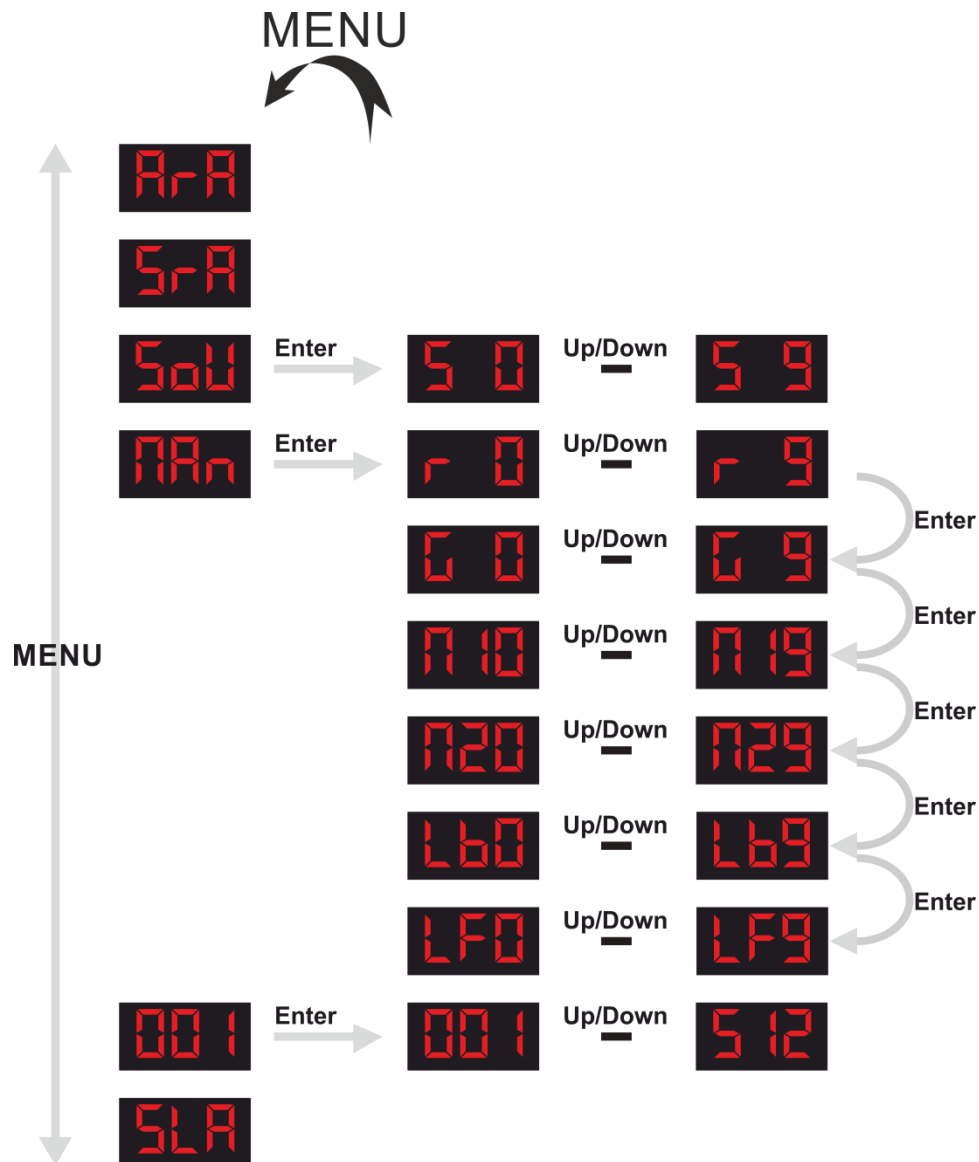 MENU
ArA
SrA
SoU Enter S 0 Up/Down S 9
MAn Enter r 0 Up/Down r 9
Enter
G 0 Up/Down G 9
Enter
M10 Up/Down M19
MENU
Enter
M20 Up/Down M29
Enter
Lb0 Up/Down Lb9
Enter
LF0 Up/Down LF9
001 Enter 001 Up/Down 512
SLA